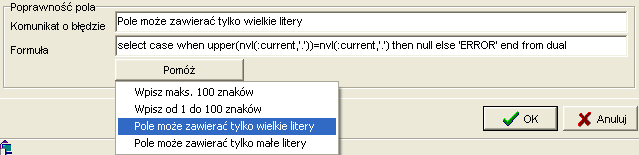 Poprawność pola
Komunikat o błędzie
Pole może zawierać tylko wielkie litery
Formuła
select case when upper(nvl(:current,'.'))=nvl(:current,'.') then null else 'ERROR' end from dual
Pomóż
Wpisz maks. 100 znaków
Wpisz od 1 do 100 znaków
Pole może zawierać tylko wielkie litery
Pole może zawierać tylko małe litery
OK
Anuluj